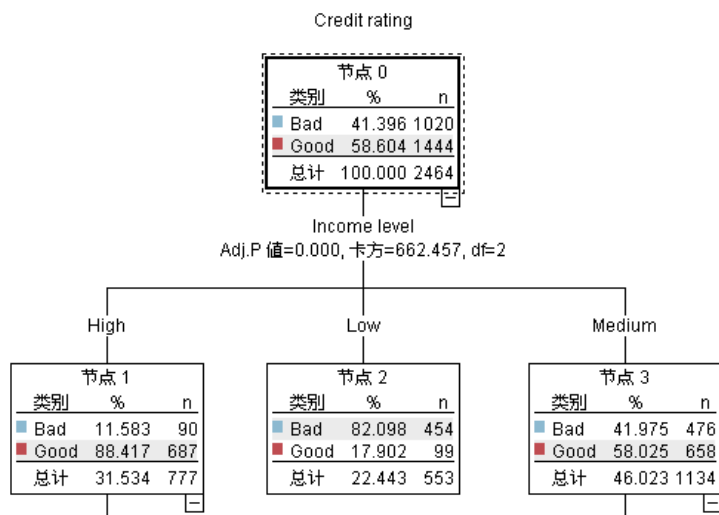 Credit rating
节点 0
类别 % n
Bad 41.396 1020
Good 58.604 1444
总计 100.000 2464
Income level
Adj.P 値=0.000, 卡方=662.457, df=2
High Low Medium
节点 1
类别 % n
Bad 11.583 90
Good 88.417 687
总计 31.534 777
节点 2
类别 % n
Bad 82.098 454
Good 17.902 99
总计 22.443 553
节点 3
类别 % n
Bad 41.975 476
Good 58.025 658
总计 46.023 1134